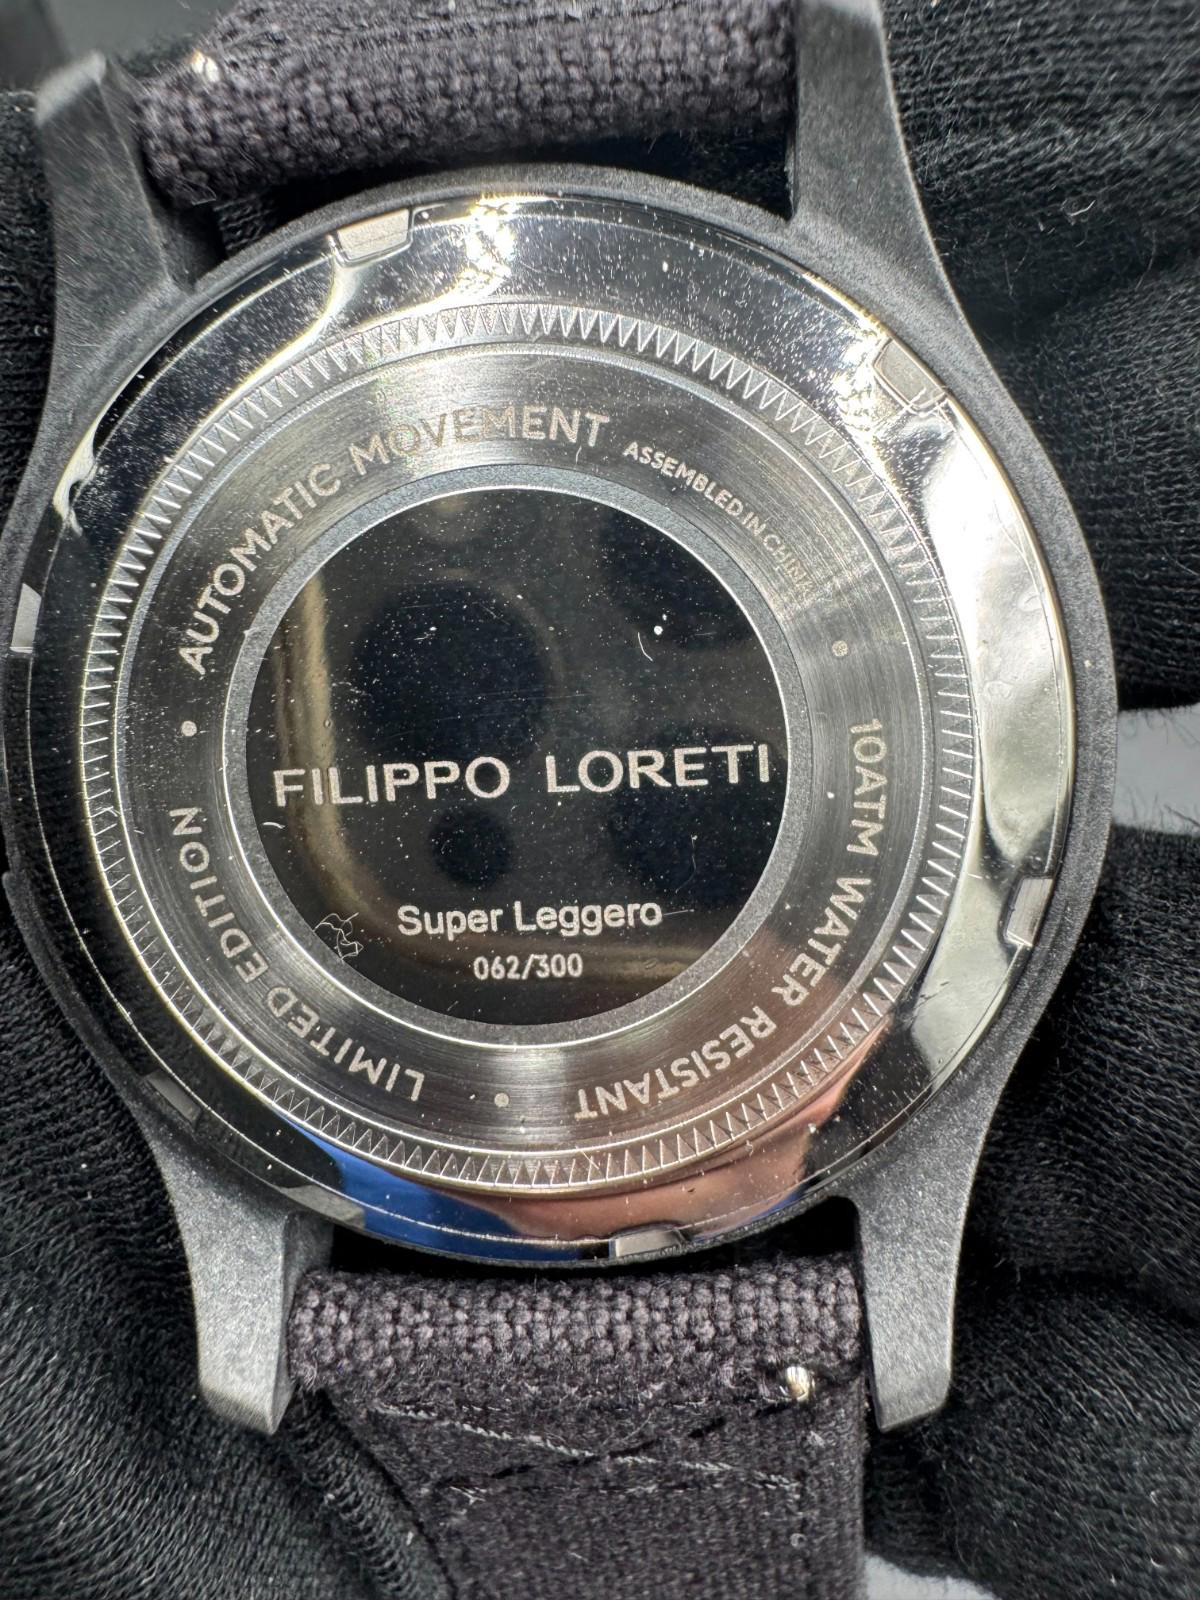 AUTOMATIC MOVEMENT
ASSEMBLED IN CHINA
10ATM WATER RESISTANT
LIMITED EDITION
FILIPPO LORETI
Super Leggero
062/300